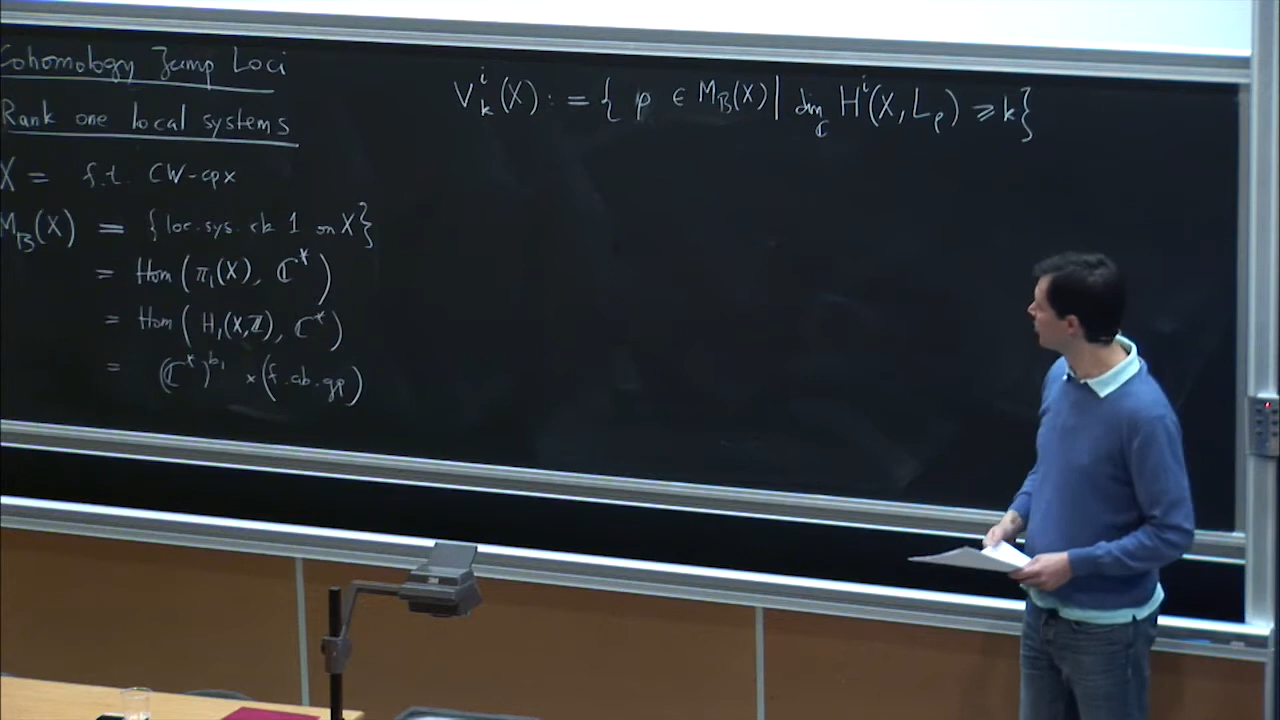 Cohomology Jump Loci
Rank one local systems
X = f.t. CW-cpx
M_B(X) = {loc. sys. rk 1 on X}
= Hom(π_1(X), ℂ^*)
= Hom(H_1(X,ℤ), ℂ^*)
= (ℂ^*)^{b_1} × (f. ab. gp)
V^i_k(X) := { ρ ∈ M_B(X) | dim_ℂ H^i(X, L_ρ) ⩾ k}